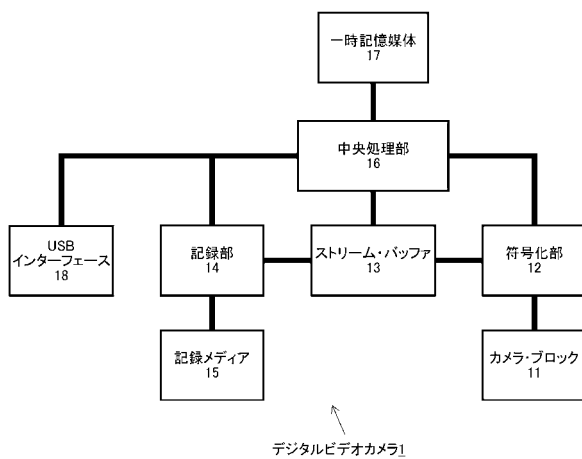 一時記憶媒体
17
中央処理部
16
USB
インターフェース
18
記録部
14
ストリーム・バッファ
13
符号化部
12
記録メディア
15
カメラ・ブロック
11
デジタルビデオカメラ1